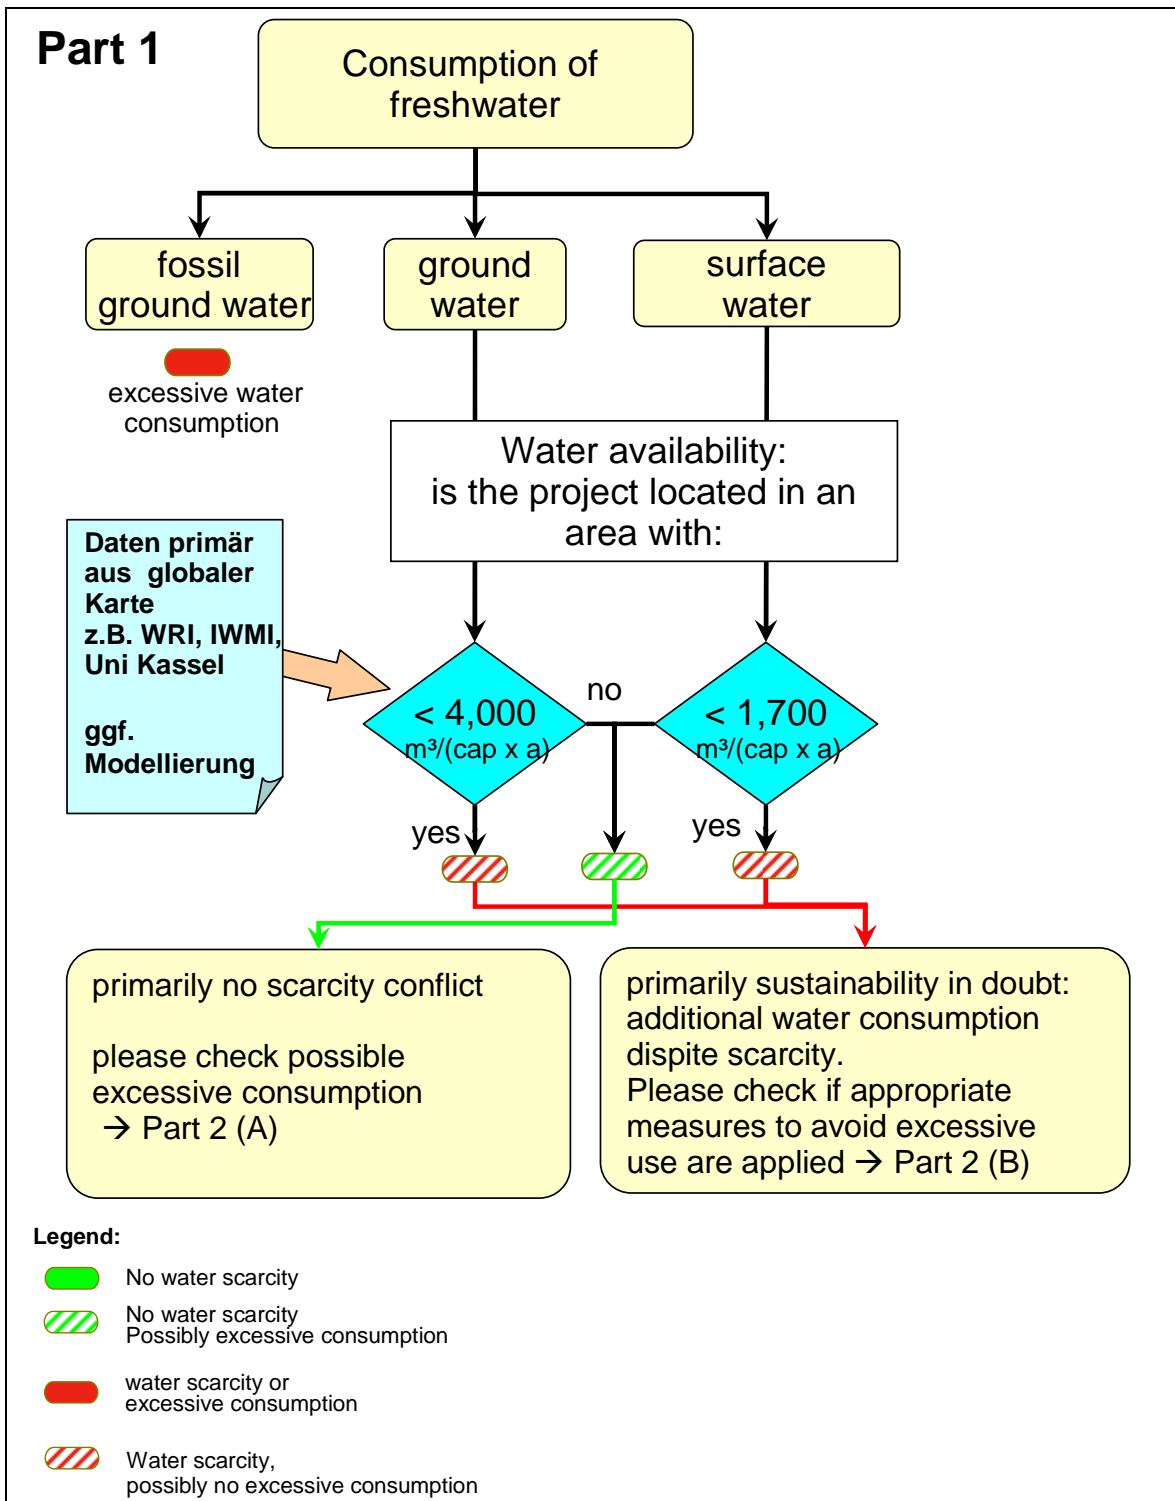 Part 1
Consumption of
freshwater
fossil
ground water
ground
water
surface
water
excessive water
consumption
Water availability:
is the project located in an
area with:
Daten primär
aus globaler
Karte
z.B. WRI, IWMI,
Uni Kassel
ggf.
Modellierung
< 4,000
m³/(cap x a)
no
< 1,700
m³/(cap x a)
yes
yes
primarily no scarcity conflict
please check possible
excessive consumption
→ Part 2 (A)
primarily sustainability in doubt:
additional water consumption
dispite scarcity.
Please check if appropriate
measures to avoid excessive
use are applied → Part 2 (B)
Legend:
No water scarcity
No water scarcity
Possibly excessive consumption
water scarcity or
excessive consumption
Water scarcity,
possibly no excessive consumption